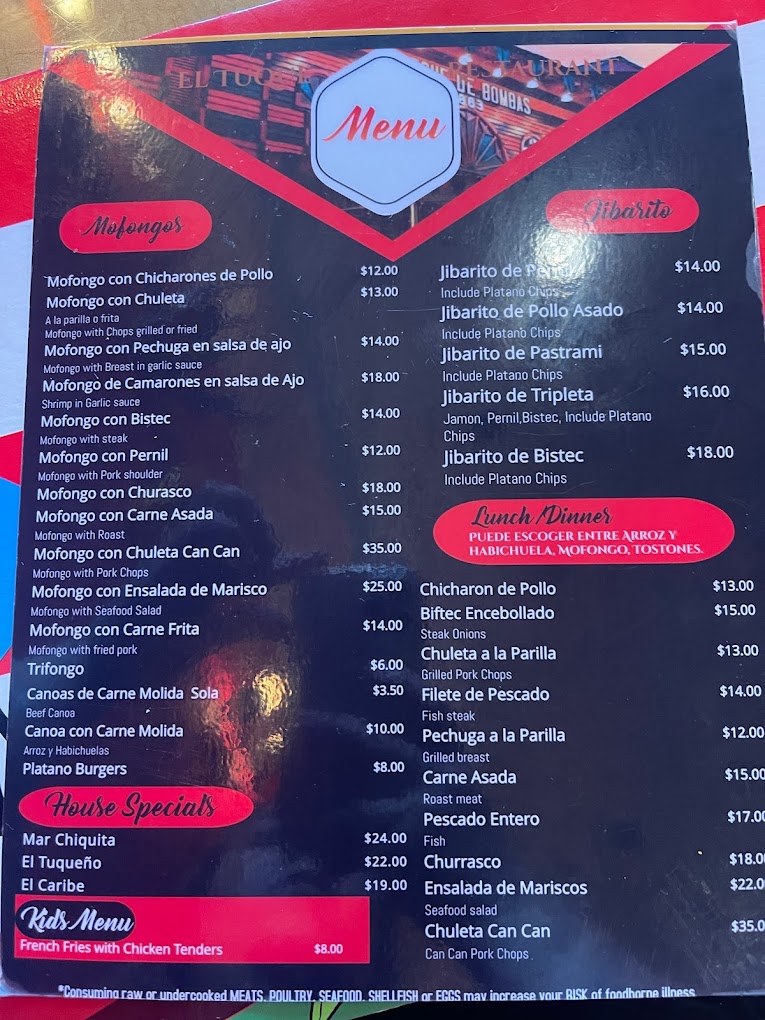 EL TUQUE
RESTAURANT
QUE DE BOMBAS
Menu
Mofongos
Mofongo con Chicharones de Pollo $12.00
Mofongo con Chuleta $13.00
A la parilla o frita
Mofongo with Chops grilled or fried
Mofongo con Pechuga en salsa de ajo $14.00
Mofongo with Breast in garlic sauce
Mofongo de Camarones en salsa de Ajo $18.00
Shrimp in Garlic sauce
Mofongo con Bistec $14.00
Mofongo with steak
Mofongo con Pernil $12.00
Mofongo with Pork shoulder
Mofongo con Churasco $18.00
Mofongo con Carne Asada $15.00
Mofongo with Roast
Mofongo con Chuleta Can Can $35.00
Mofongo with Pork Chops
Mofongo con Ensalada de Marisco $25.00
Mofongo with Seafood Salad
Mofongo con Carne Frita $14.00
Mofongo with fried pork
Trifongo $6.00
Canoas de Carne Molida Sola $3.50
Beef Canoa
Canoa con Carne Molida $10.00
Arroz y Habichuelas
Platano Burgers $8.00
House Specials
Mar Chiquita $24.00
El Tuqueño $22.00
El Caribe $19.00
Kids Menu
French Fries with Chicken Tenders $8.00
Jibarito
Jibarito de $14.00
Include Platano Chips
Jibarito de Pollo Asado $14.00
Include Platano Chips
Jibarito de Pastrami $15.00
Include Platano Chips
Jibarito de Tripleta $16.00
Jamon, Pernil,Bistec, Include Platano
Chips
Jibarito de Bistec $18.00
Include Platano Chips
Lunch /Dinner
PUEDE ESCOGER ENTRE ARROZ Y
HABICHUELA, MOFONGO, TOSTONES.
Chicharon de Pollo $13.00
Biftec Encebollado $15.00
Steak Onions
Chuleta a la Parilla $13.00
Grilled Pork Chops
Filete de Pescado $14.00
Fish steak
Pechuga a la Parilla $12.00
Grilled breast
Carne Asada $15.00
Roast meat
Pescado Entero $17.00
Fish
Churrasco $18.0
Ensalada de Mariscos $22.0
Seafood salad
Chuleta Can Can $35.0
Can Can Pork Chops
*Consuming raw or undercooked MEATS, POULTRY, SEAFOOD, SHELLFISH or EGGS may increase your RISK of foodborne illness